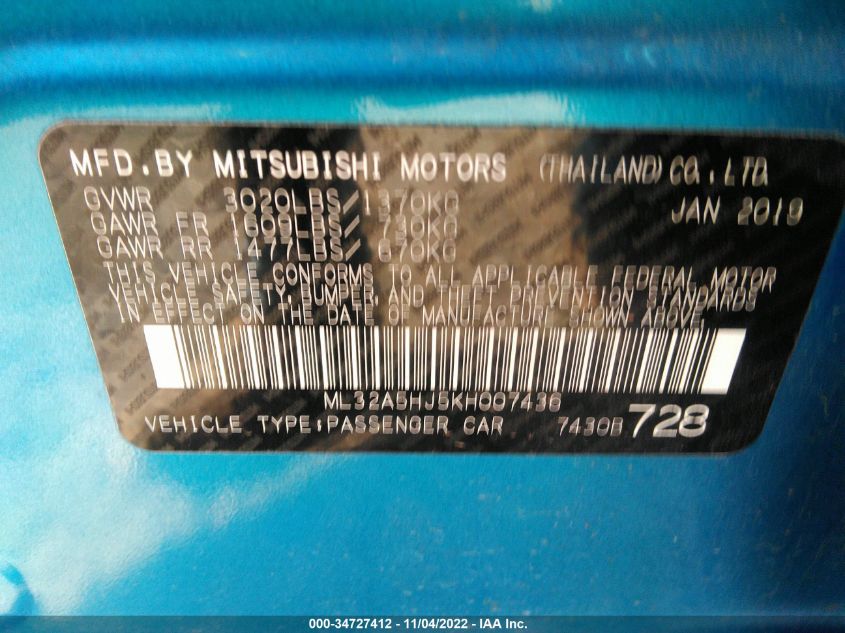 MFD.BY MITSUBISHI MOTORS (THAILAND)CO.,LTD.
GVWR 3020LBS/1370KG JAN 2019
GAWR FR 1609LBS/ 730KG
GAWR RR 1477LBS/ 670KG
THIS VEHICLE CONFORMS TO ALL APPLICABLE FEDERAL MOTOR
VEHICLE SAFETY,BUMPER,AND THEFT PREVENTION STANDARDS
IN EFFECT ON THE DATE OF MANUFACTURE SHOWN ABOVE.
ML32A5HJ5KH007436
VEHICLE TYPE:PASSENGER CAR 7430B 728
000-34727412 - 11/04/2022 - IAA Inc.